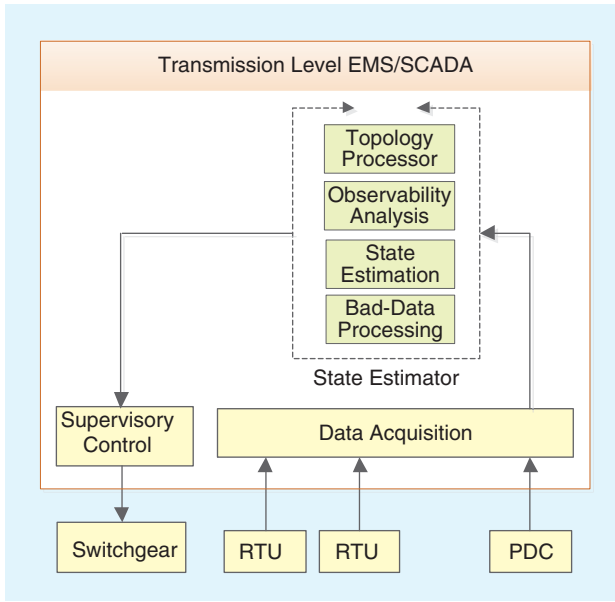 Transmission Level EMS/SCADA
Topology
Processor
Observability
Analysis
State
Estimation
Bad-Data
Processing
State Estimator
Supervisory
Control
Data Acquisition
Switchgear
RTU
RTU
PDC